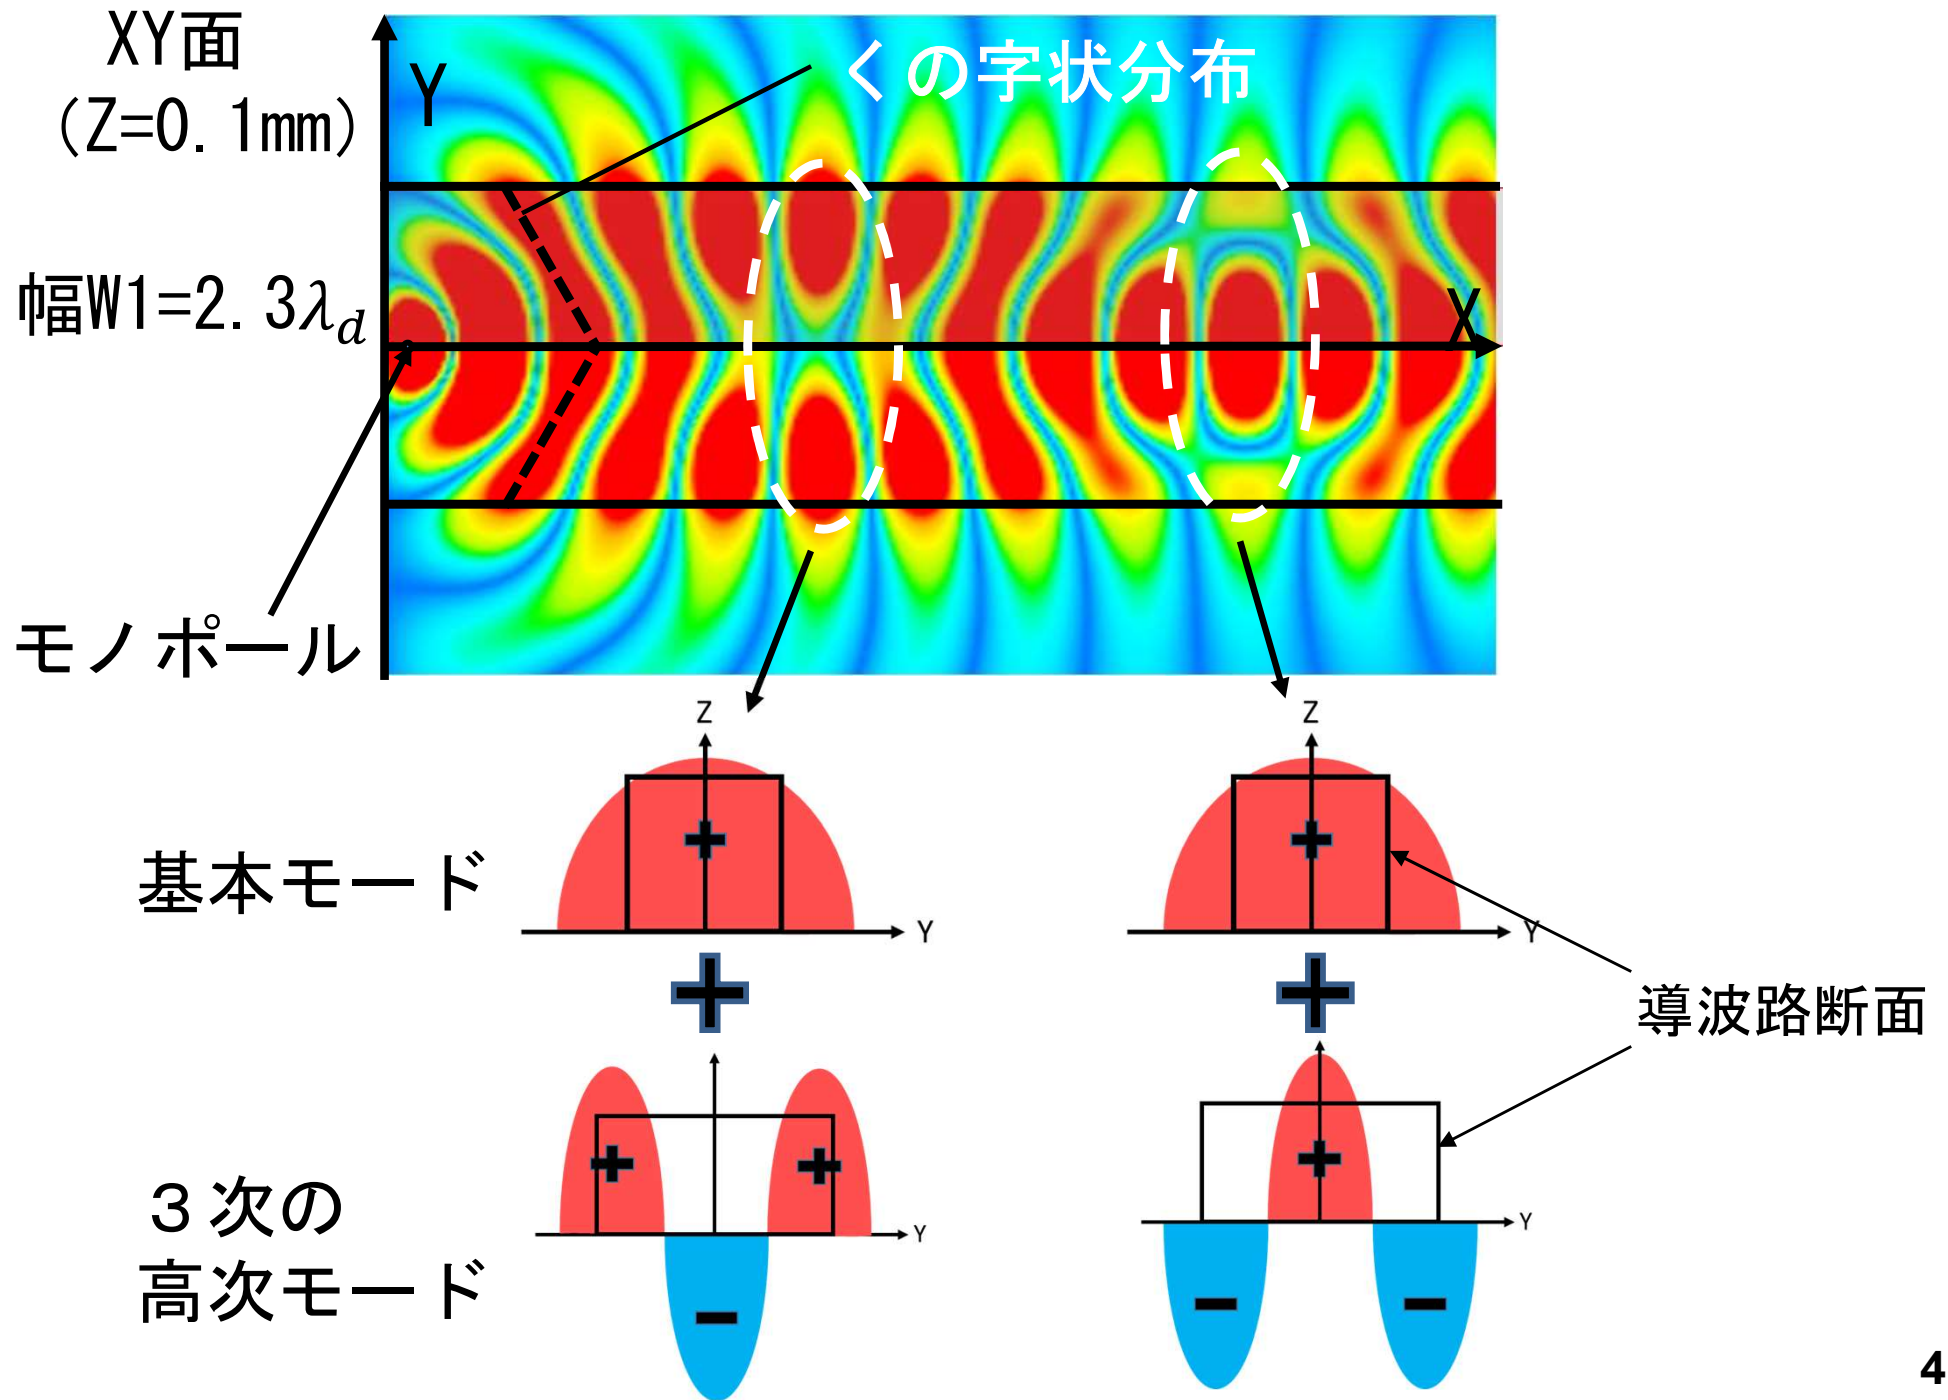 XY面
(Z=0.1mm)
Y
くの字状分布
幅W1=2.3λd
X
モノポール
Z
Z
基本モード
+
+
Y
Y
+
+
導波路断面
3次の
高次モード
+
+
+
Y
Y
−
−
−
4